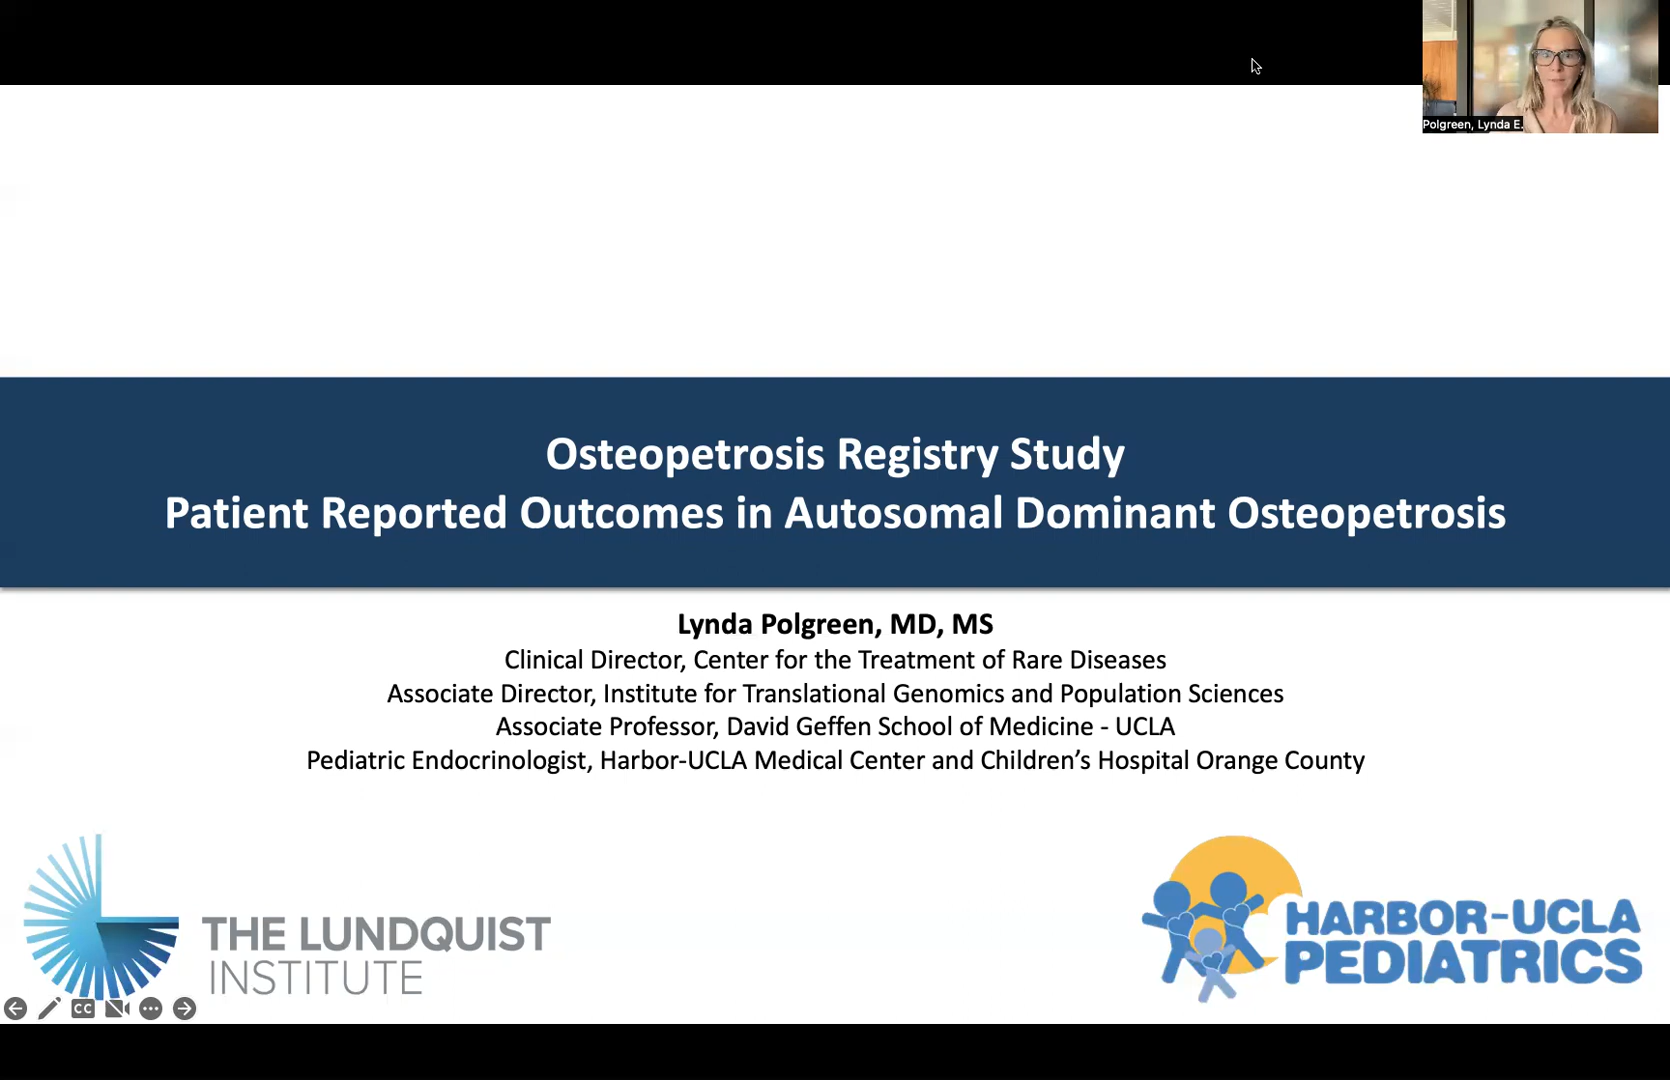 Polgreen, Lynda E.
Osteopetrosis Registry Study
Patient Reported Outcomes in Autosomal Dominant Osteopetrosis
Lynda Polgreen, MD, MS
Clinical Director, Center for the Treatment of Rare Diseases
Associate Director, Institute for Translational Genomics and Population Sciences
Associate Professor, David Geffen School of Medicine - UCLA
Pediatric Endocrinologist, Harbor-UCLA Medical Center and Children’s Hospital Orange County
THE LUNDQUIST
INSTITUTE
HARBOR-UCLA
PEDIATRICS
CC